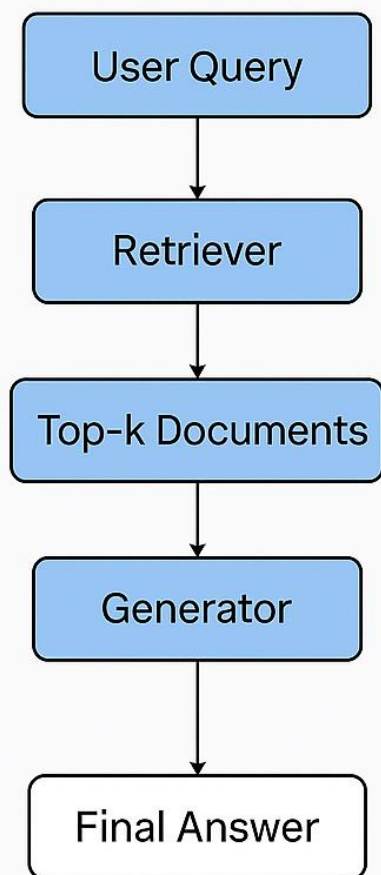 User Query
Retriever
Top-k Documents
Generator
Final Answer